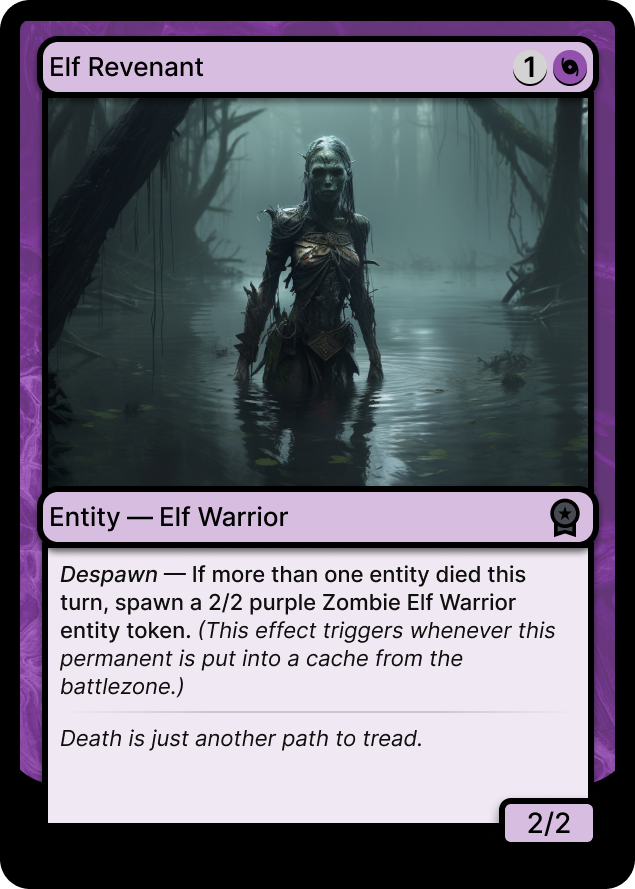 Elf Revenant
1
Entity — Elf Warrior
Despawn — If more than one entity died this
turn, spawn a 2/2 purple Zombie Elf Warrior
entity token. (This effect triggers whenever this
permanent is put into a cache from the
battlezone.)
Death is just another path to tread.
2/2